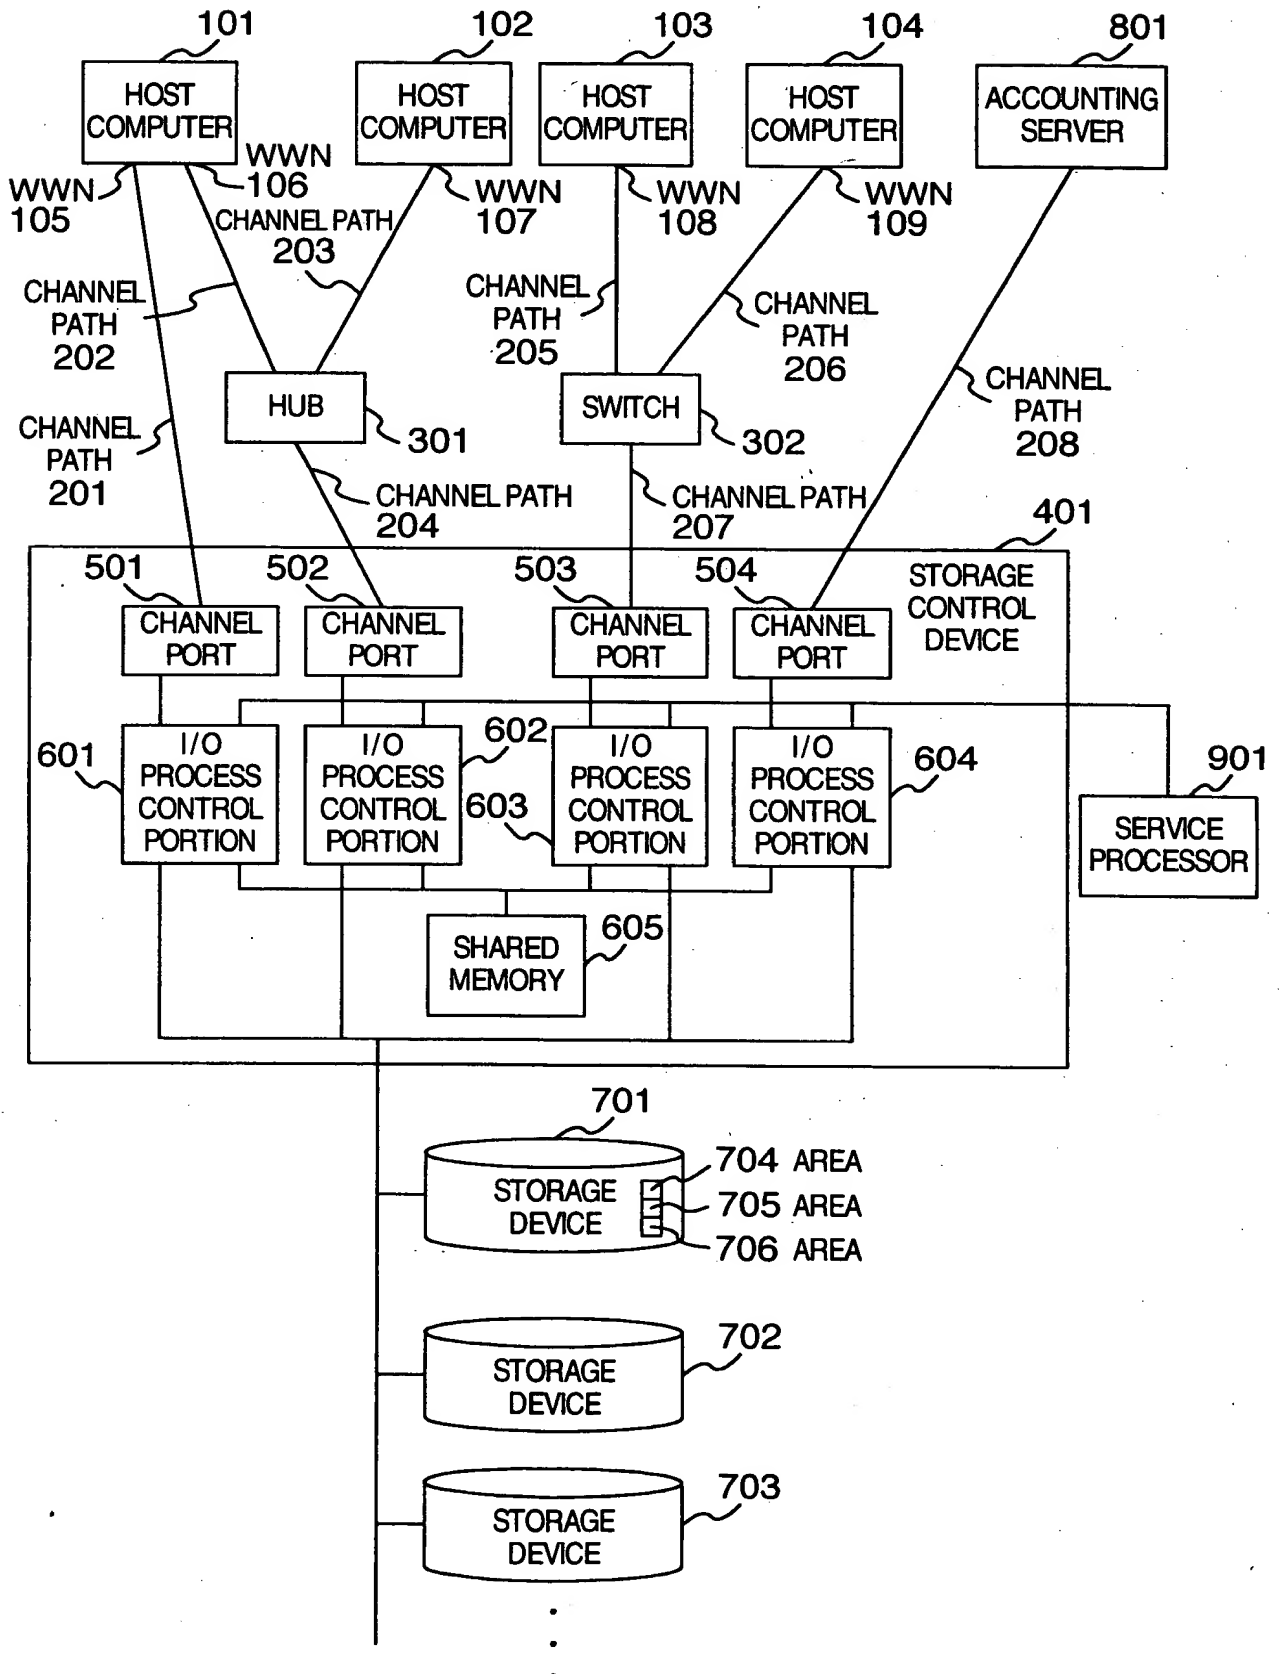 101
102
103
104
801
HOST
COMPUTER
HOST
COMPUTER
HOST
COMPUTER
HOST
COMPUTER
ACCOUNTING
SERVER
WWN
105
WWN
106
WWN
107
WWN
108
WWN
109
CHANNEL PATH
203
CHANNEL
PATH
202
CHANNEL
PATH
205
CHANNEL
PATH
206
CHANNEL
PATH
208
HUB
301
SWITCH
302
CHANNEL
PATH
201
CHANNEL PATH
204
CHANNEL PATH
207
401
STORAGE
CONTROL
DEVICE
501
502
503
504
CHANNEL
PORT
CHANNEL
PORT
CHANNEL
PORT
CHANNEL
PORT
601
I/O
PROCESS
CONTROL
PORTION
602
I/O
PROCESS
CONTROL
PORTION
603
I/O
PROCESS
CONTROL
PORTION
604
I/O
PROCESS
CONTROL
PORTION
901
SERVICE
PROCESSOR
605
SHARED
MEMORY
701
STORAGE
DEVICE
704 AREA
705 AREA
706 AREA
702
STORAGE
DEVICE
703
STORAGE
DEVICE